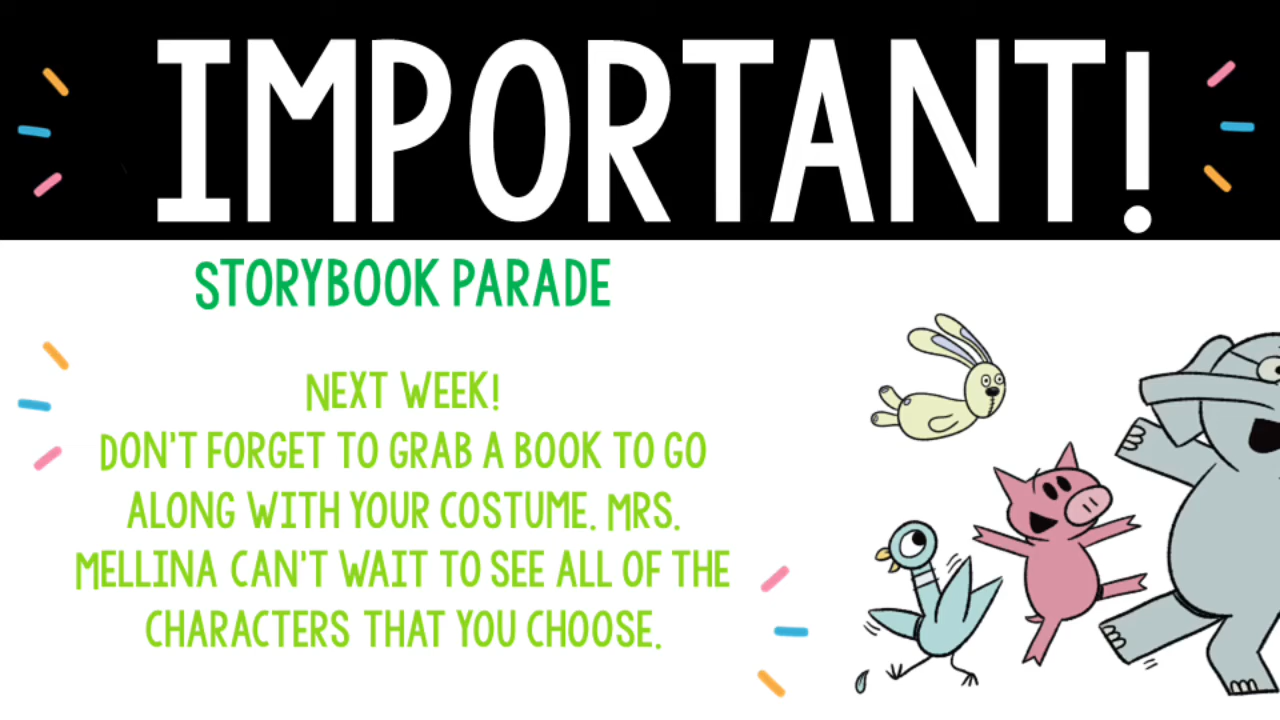 IMPORTANT!
STORYBOOK PARADE
NEXT WEEK!
DON'T FORGET TO GRAB A BOOK TO GO
ALONG WITH YOUR COSTUME. MRS.
MELLINA CAN'T WAIT TO SEE ALL OF THE
CHARACTERS THAT YOU CHOOSE.